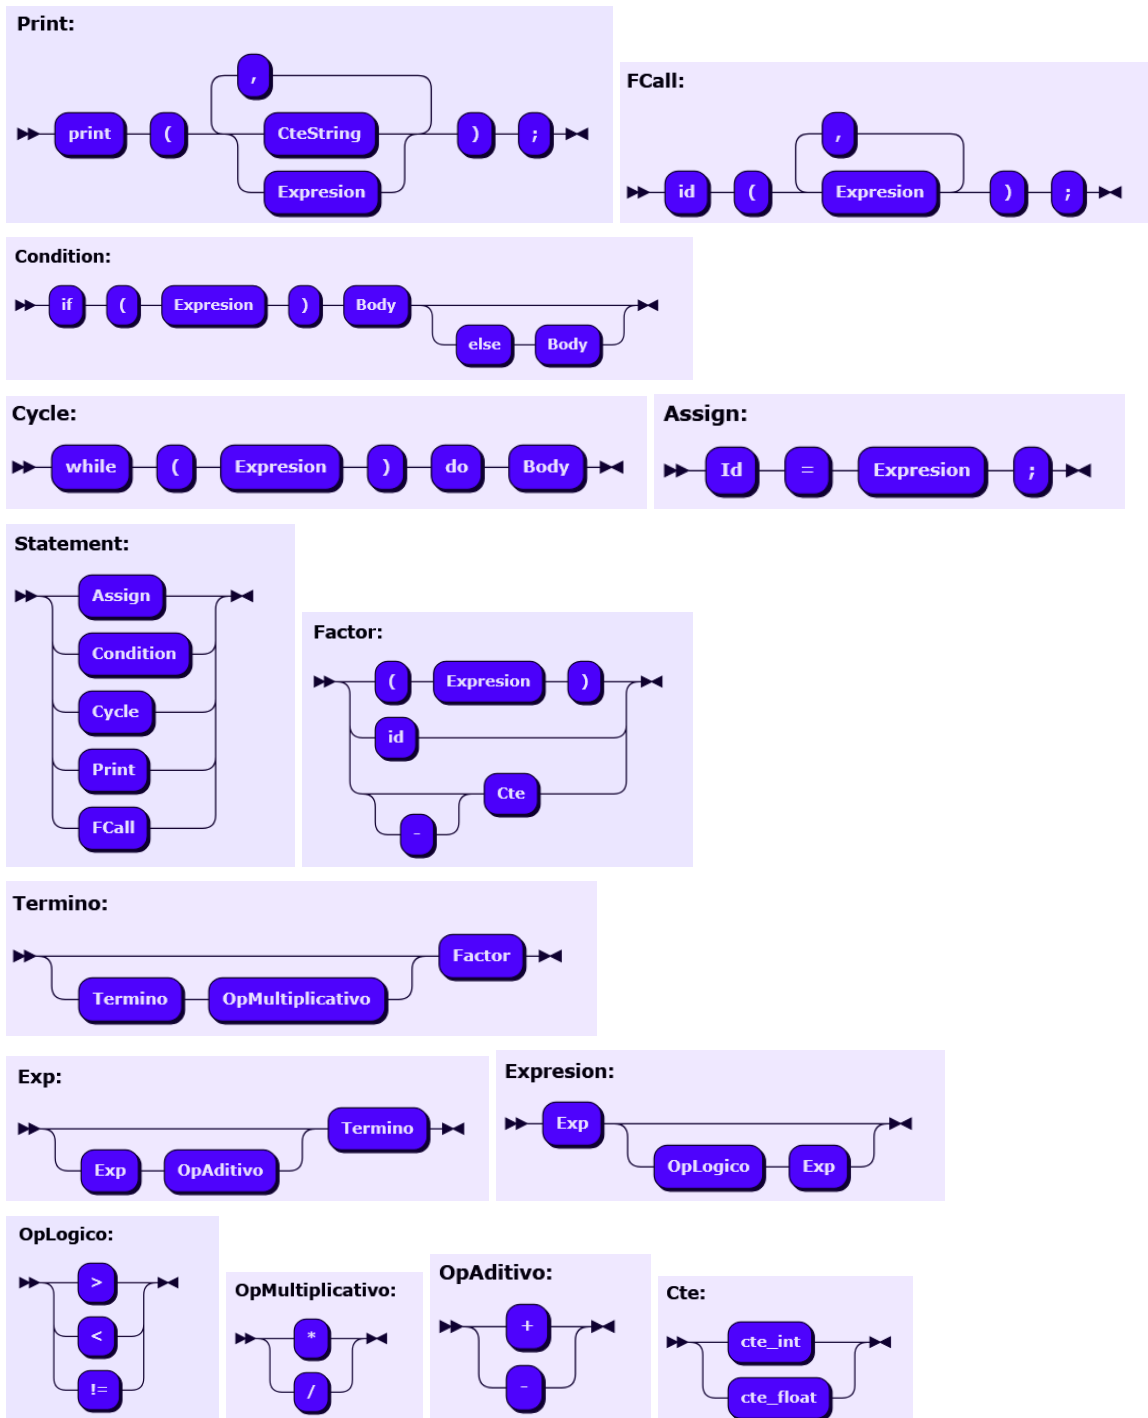 Print:
,
print ( CteString ) ;
Expresion
FCall:
,
id ( Expresion ) ;
Condition:
if ( Expresion ) Body
else Body
Cycle:
while ( Expresion ) do Body
Assign:
Id = Expresion ;
Statement:
Assign
Condition
Cycle
Print
FCall
Factor:
( Expresion )
id
Cte
-
Termino:
Factor
Termino OpMultiplicativo
Exp:
Termino
Exp OpAditivo
Expresion:
Exp
OpLogico Exp
OpLogico:
>
<
!=
OpMultiplicativo:
*
/
OpAditivo:
+
-
Cte:
cte_int
cte_float